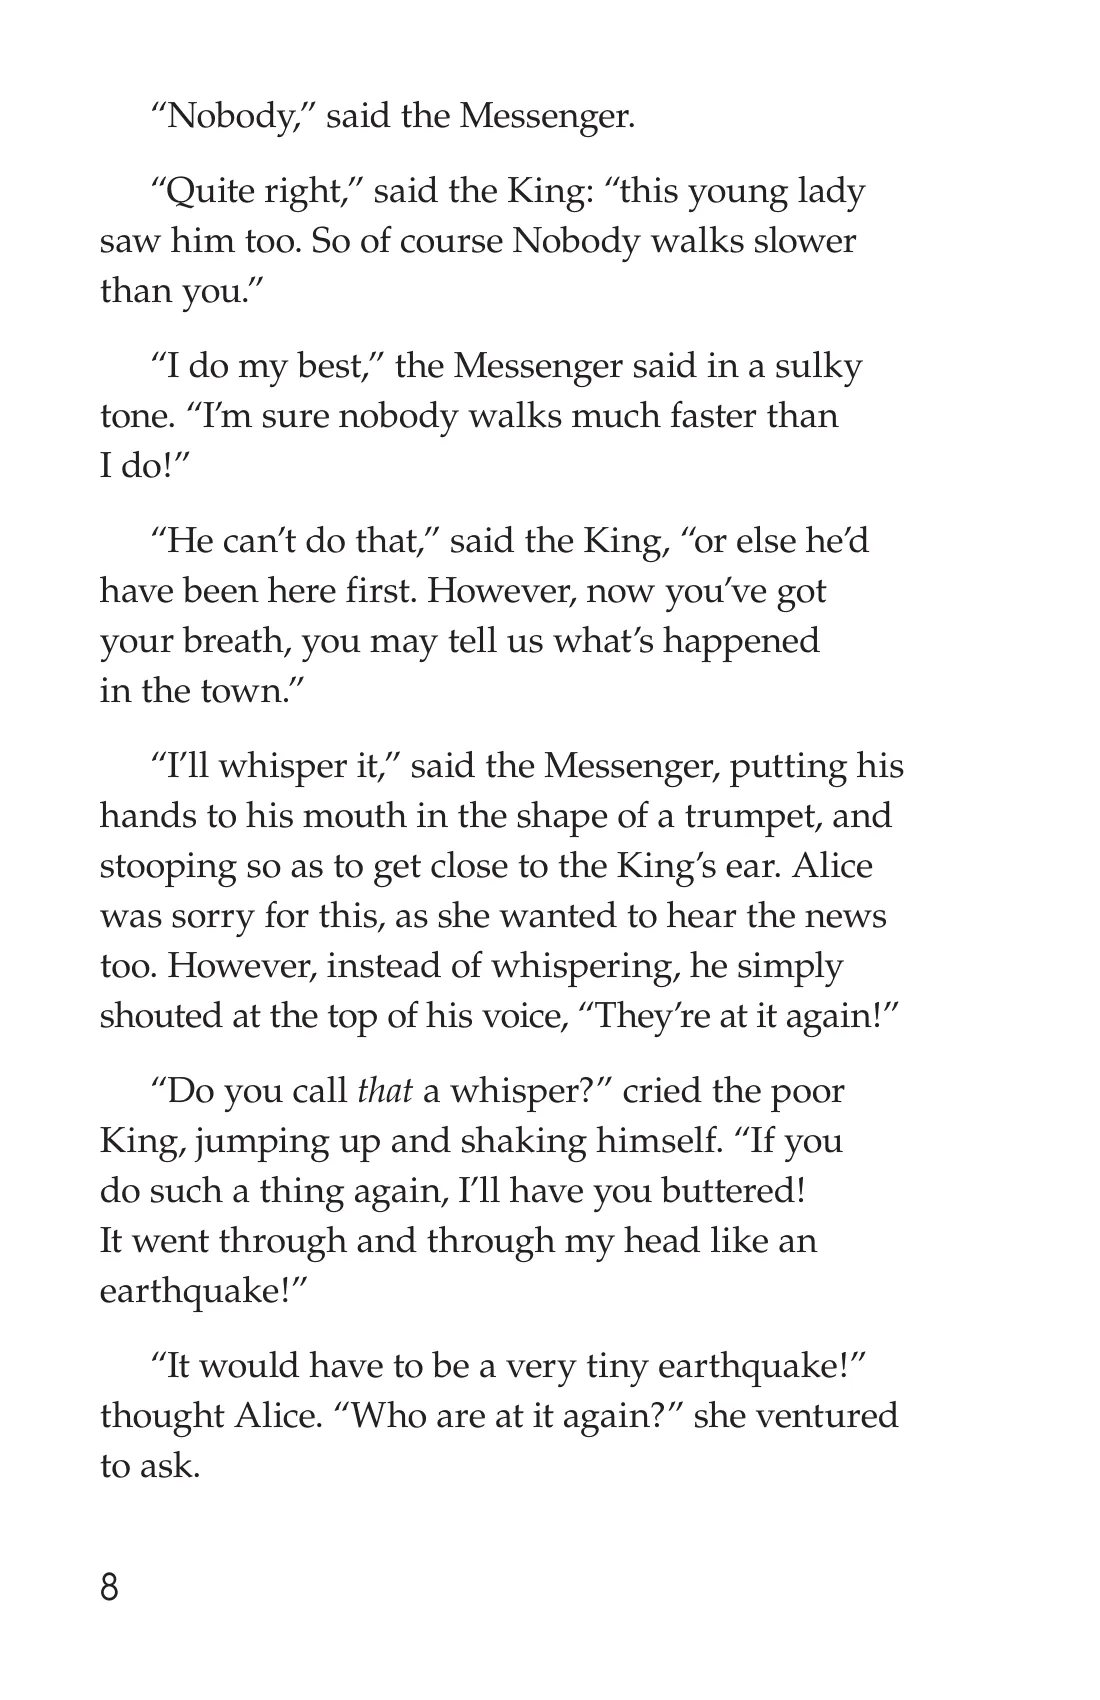 “Nobody,” said the Messenger.
“Quite right,” said the King: “this young lady
saw him too. So of course Nobody walks slower
than you.”
“I do my best,” the Messenger said in a sulky
tone. “I’m sure nobody walks much faster than
I do!”
“He can’t do that,” said the King, “or else he’d
have been here first. However, now you’ve got
your breath, you may tell us what’s happened
in the town.”
“I’ll whisper it,” said the Messenger, putting his
hands to his mouth in the shape of a trumpet, and
stooping so as to get close to the King’s ear. Alice
was sorry for this, as she wanted to hear the news
too. However, instead of whispering, he simply
shouted at the top of his voice, “They’re at it again!”
“Do you call that a whisper?” cried the poor
King, jumping up and shaking himself. “If you
do such a thing again, I’ll have you buttered!
It went through and through my head like an
earthquake!”
“It would have to be a very tiny earthquake!”
thought Alice. “Who are at it again?” she ventured
to ask.
8